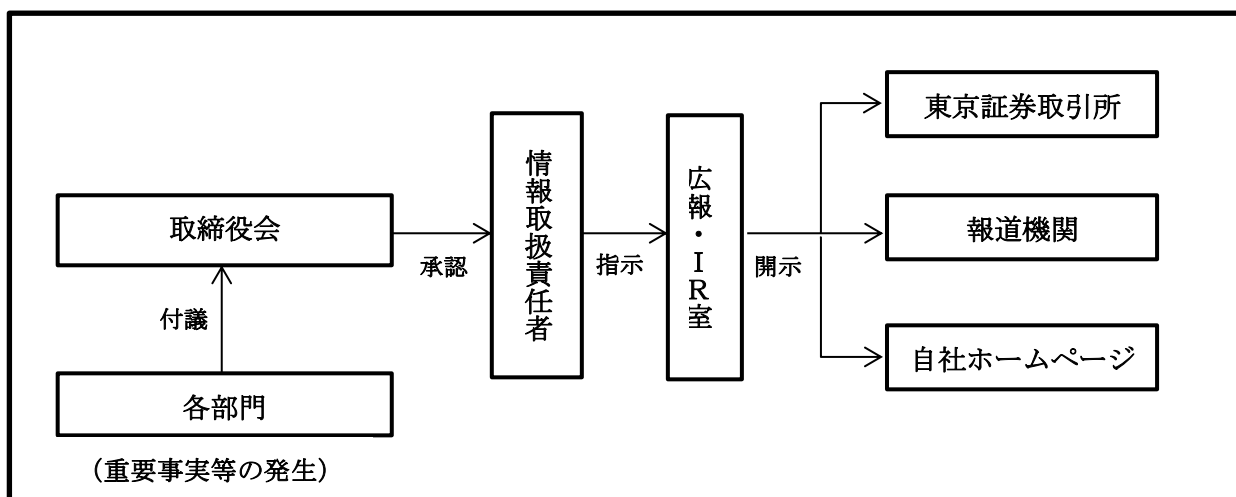 東京証券取引所
情報取扱責任者
広報・IR室
取締役会
報道機関
承認
指示
開示
付議
自社ホームページ
各部門
(重要事実等の発生)